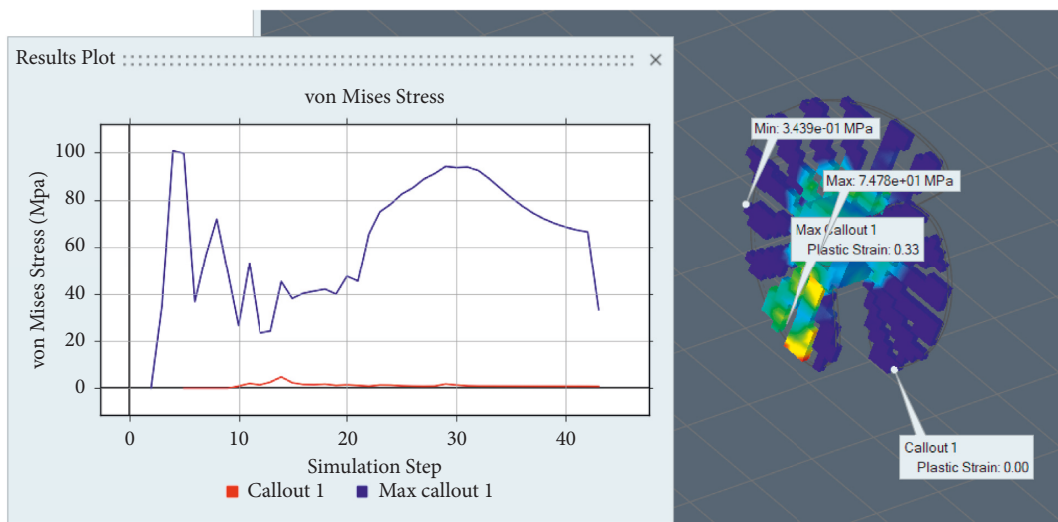 Results Plot
von Mises Stress
von Mises Stress (Mpa)
100
80
60
40
20
0
0
10
20
30
40
Simulation Step
Callout 1
Max callout 1
Min: 3.439e-01 MPa
Max: 7.478e+01 MPa
Max Callout 1
Plastic Strain: 0.33
Callout 1
Plastic Strain: 0.00